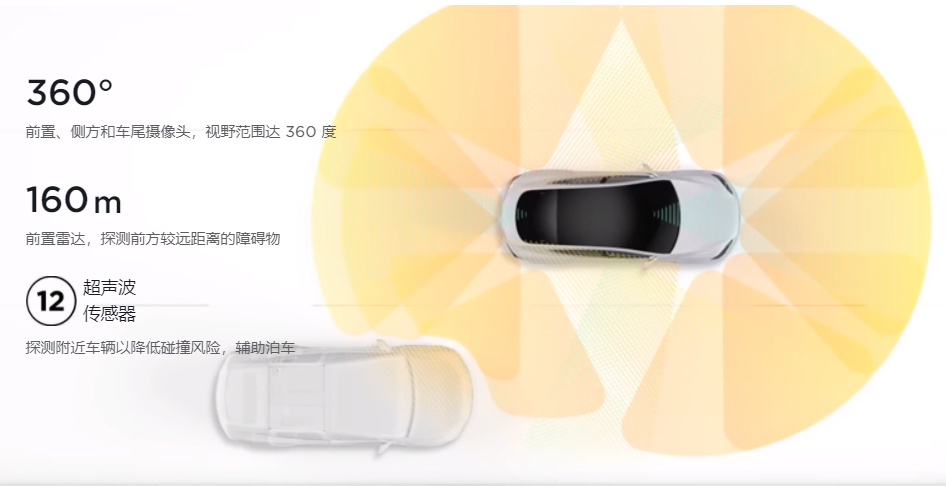 360°
前置、侧方和车尾摄像头，视野范围达 360 度
160 m
前置雷达，探测前方较远距离的障碍物
12 超声波
传感器
探测附近车辆以降低碰撞风险，辅助泊车